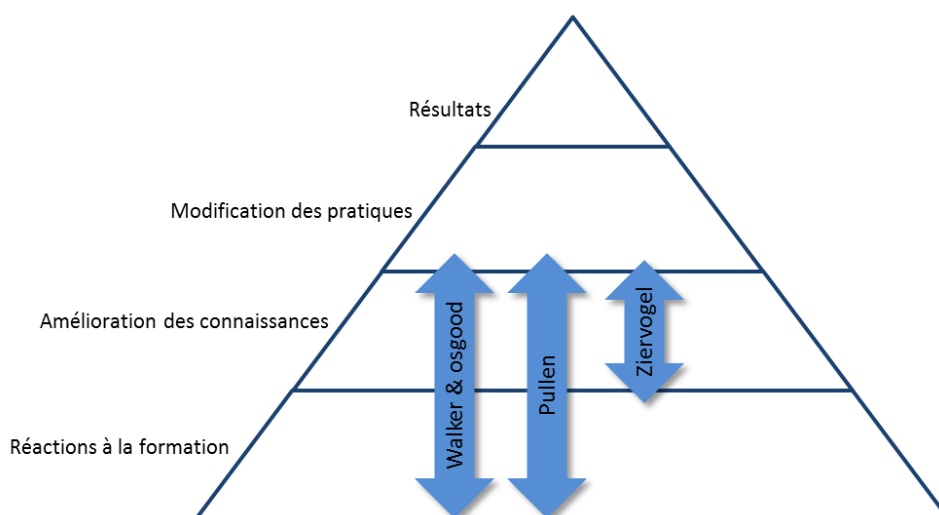 Résultats
Modification des pratiques
Amélioration des connaissances
Réactions à la formation
Walker & osgood
Pullen
Ziervogel